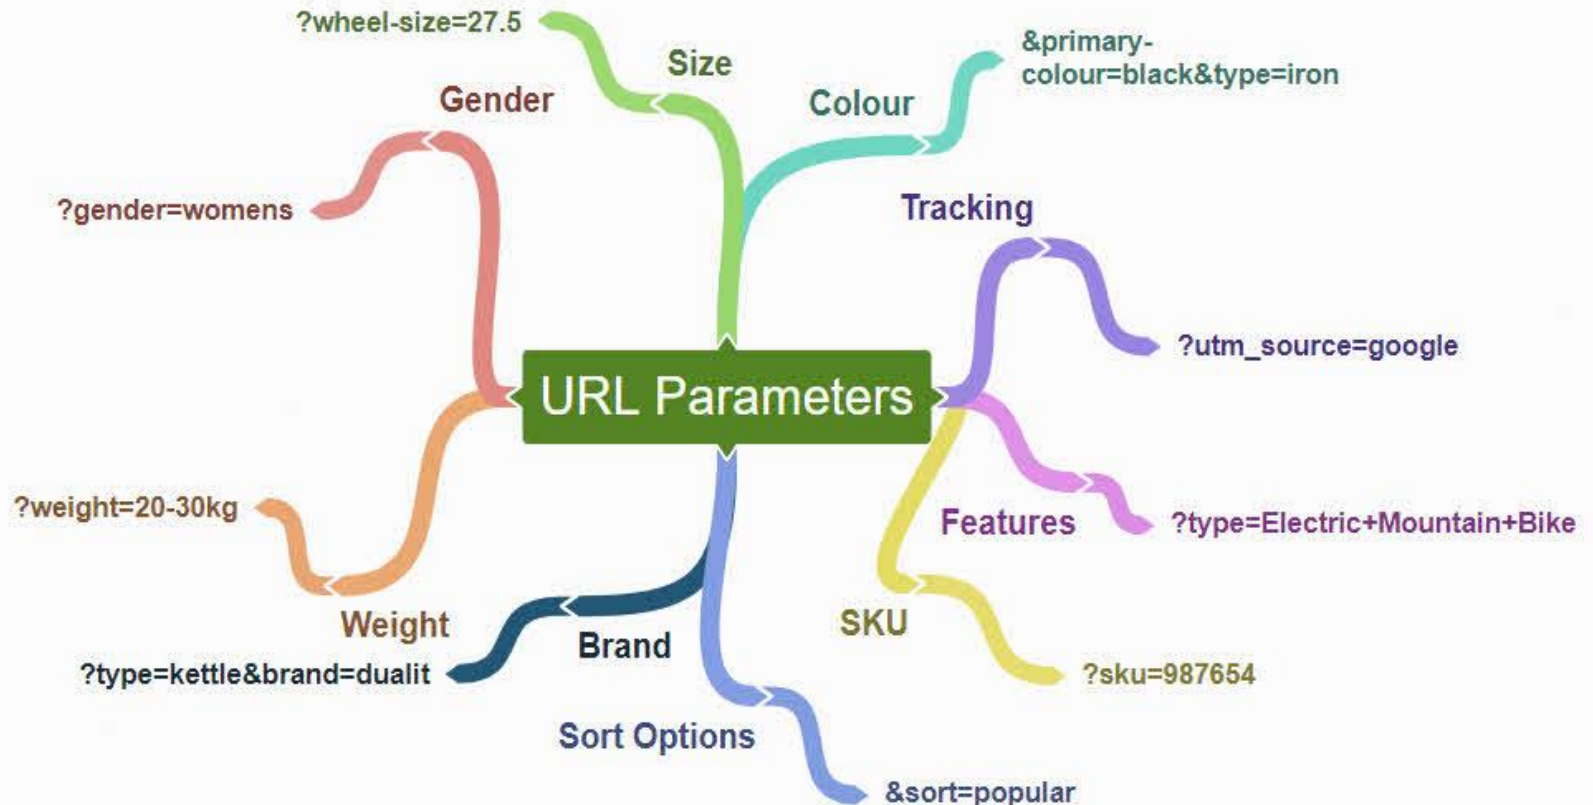 ?wheel-size=27.5
Size
&primary-
colour=black&type=iron
Gender
Colour
?gender=womens
Tracking
?utm_source=google
URL Parameters
?weight=20-30kg
Features
?type=Electric+Mountain+Bike
Weight
SKU
Brand
?type=kettle&brand=dualit
?sku=987654
Sort Options
&sort=popular